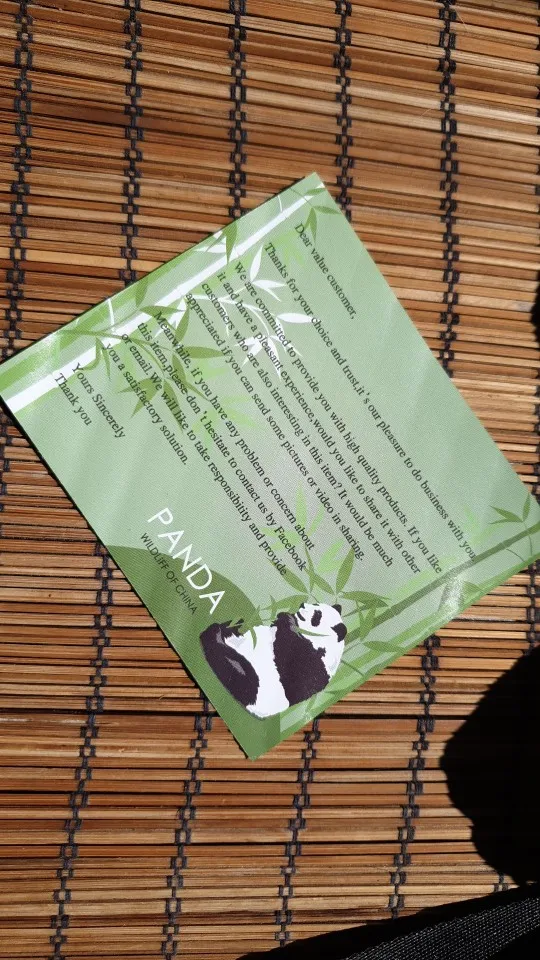 Dear value customer,
Thanks for your choice and trust,it's our pleasure to do business with you
We are committed to provide you with high quality products. If you like
it and have a pleasant experience,would you like to share it with other
customers who are also interesting in this item? It would be much
appreciated if you can send some pictures or video in sharing.
Meanwhile, if you have any problem or concern about
this item,please don't hesitate to contact us by Facebook
or email.We will like to take responsibility and provide
you a satisfactory solution.
Yours Sincerely
Thank you
PANDA
WILDLIFF OF CHINA